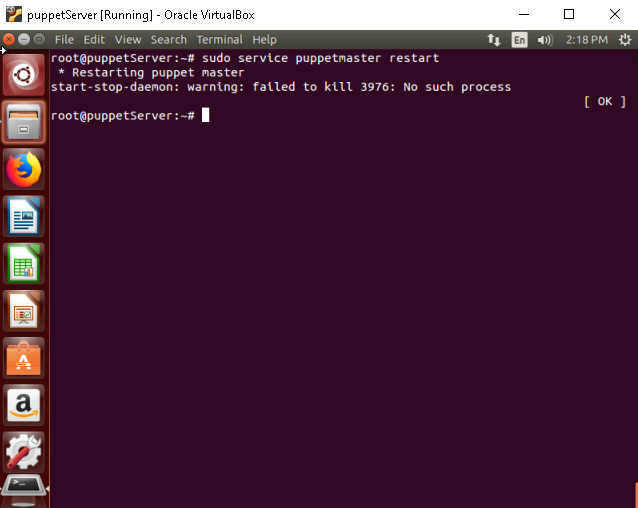 puppetServer [Running] - Oracle VirtualBox
File Edit View Search Terminal Help En 2:18 PM
root@puppetServer:~# sudo service puppetmaster restart
 * Restarting puppet master
start-stop-daemon: warning: failed to kill 3976: No such process
[ OK ]
root@puppetServer:~#